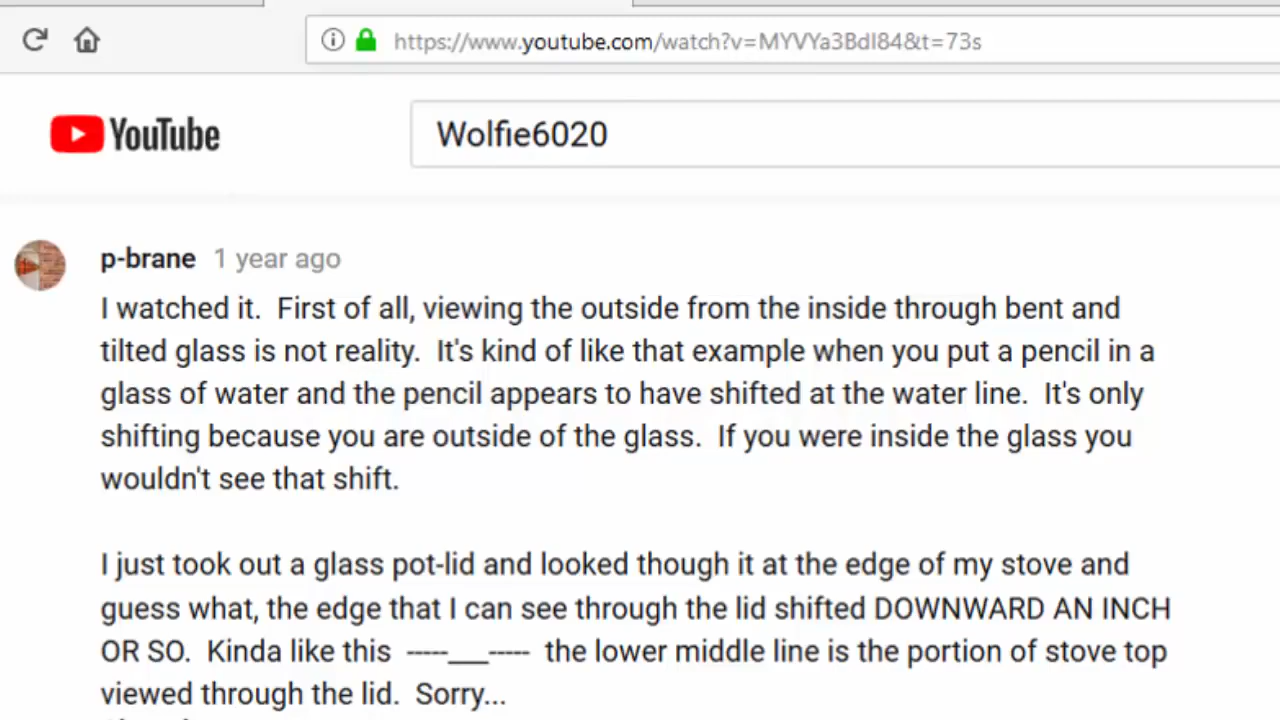 https://www.youtube.com/watch?v=MYVYa3Bdl84&t=73s
YouTube
Wolfie6020
p-brane 1 year ago
I watched it. First of all, viewing the outside from the inside through bent and
tilted glass is not reality. It's kind of like that example when you put a pencil in a
glass of water and the pencil appears to have shifted at the water line. It's only
shifting because you are outside of the glass. If you were inside the glass you
wouldn't see that shift.
I just took out a glass pot-lid and looked though it at the edge of my stove and
guess what, the edge that I can see through the lid shifted DOWNWARD AN INCH
OR SO. Kinda like this -----___----- the lower middle line is the portion of stove top
viewed through the lid. Sorry...